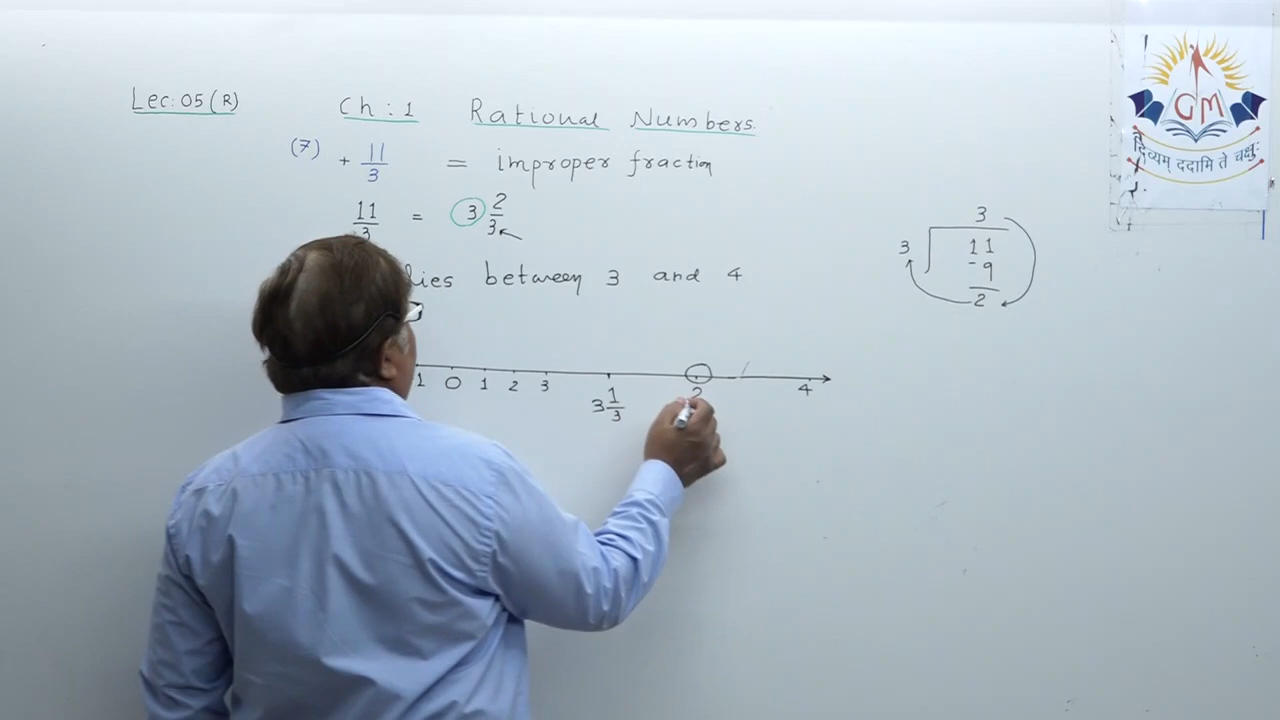 Lec: 05 (R)
Ch : 1 Rational Numbers.
(7) + 11/3 = improper fraction
11/3 = 3 2/3
lies between 3 and 4
1 0 1 2 3 4
3 1/3 2
3
3 11
- 9
2
GM
दिव्यम् ददामि ते चक्षुः